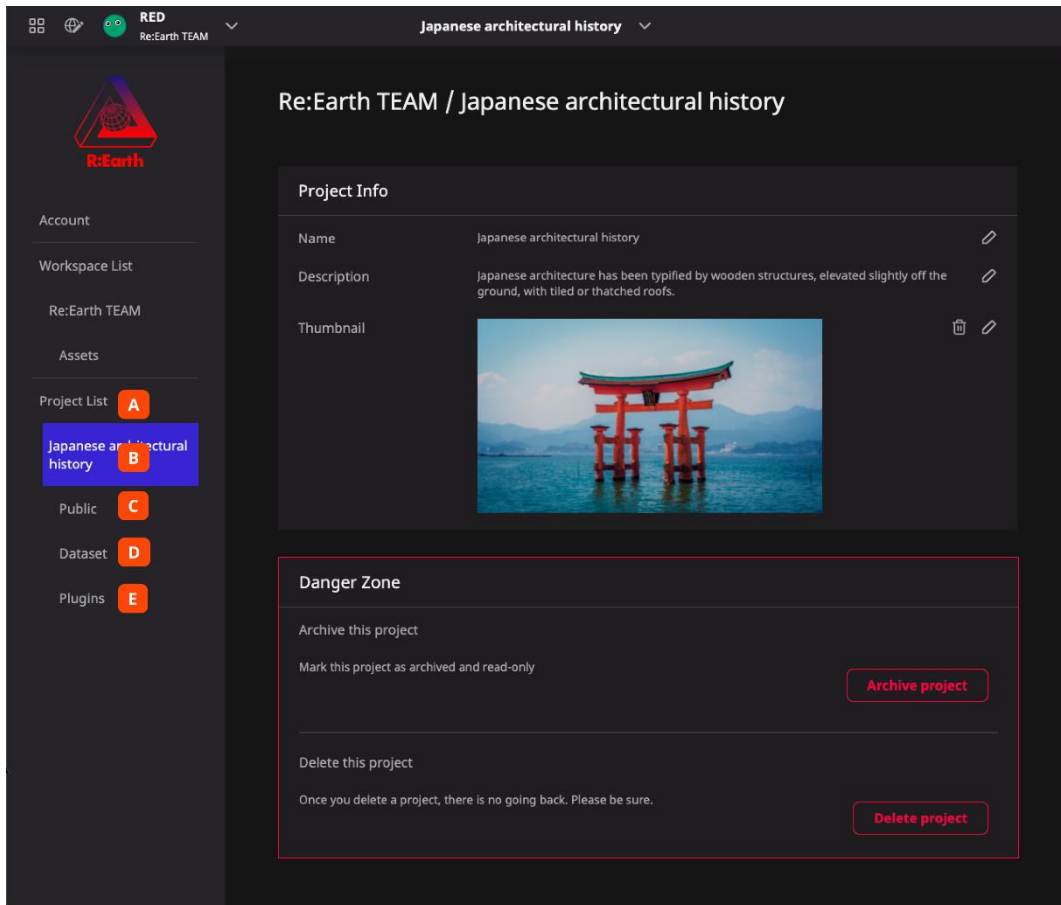 RED
Re:Earth TEAM
Japanese architectural history
R:Earth
Account
Workspace List
Re:Earth TEAM
Assets
Project List
A
Japanese architectural
history
B
Public
C
Dataset
D
Plugins
E
Re:Earth TEAM / Japanese architectural history
Project Info
Name
Japanese architectural history
Description
Japanese architecture has been typified by wooden structures, elevated slightly off the
ground, with tiled or thatched roofs.
Thumbnail
Danger Zone
Archive this project
Mark this project as archived and read-only
Archive project
Delete this project
Once you delete a project, there is no going back. Please be sure.
Delete project